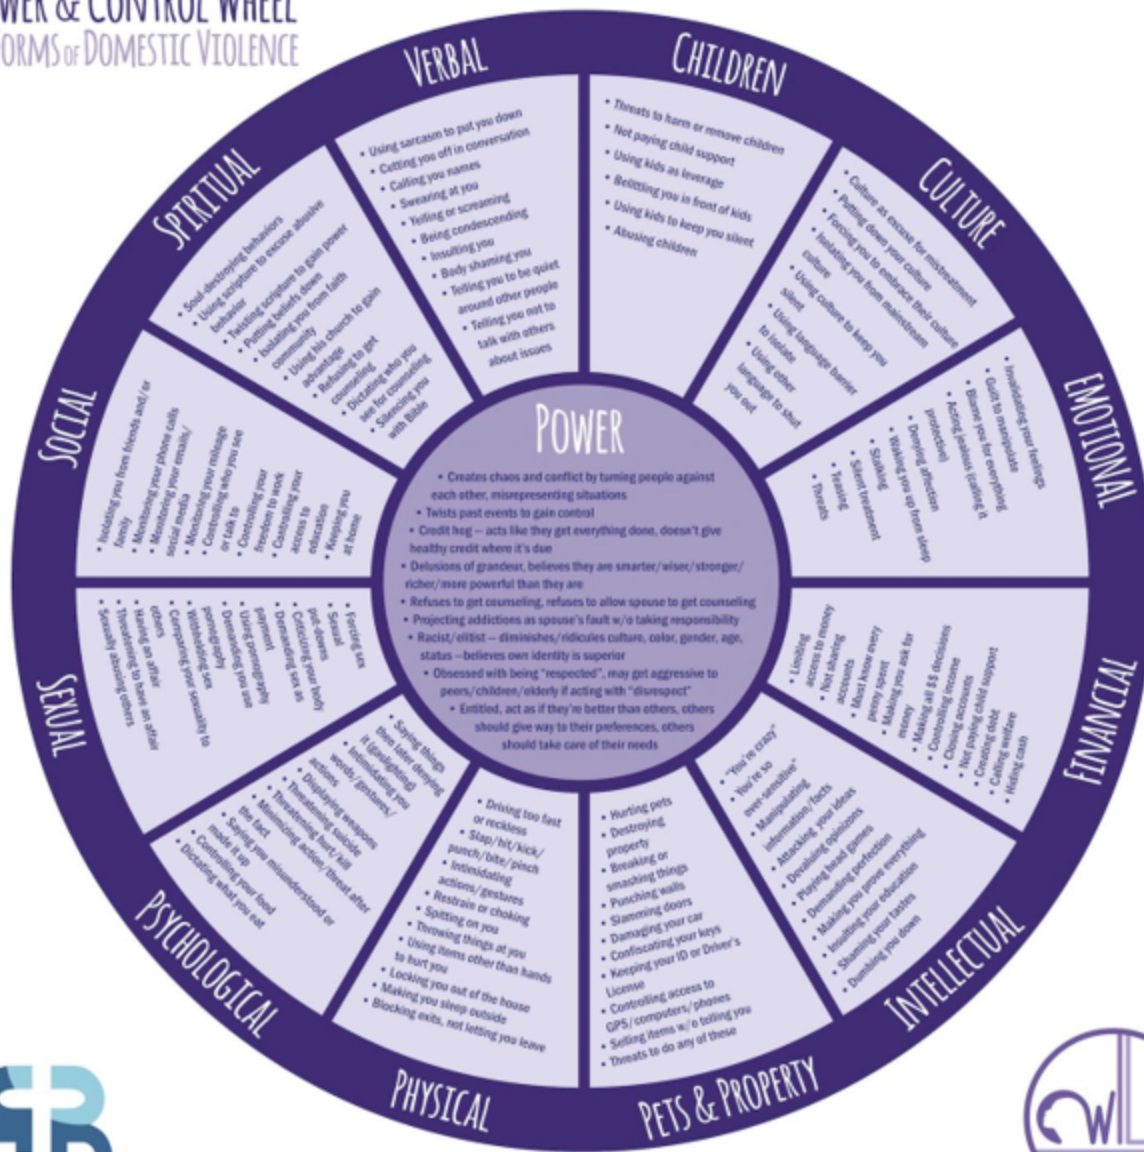 WER & CONTROL WHEEL
ORMS OF DOMESTIC VIOLENCE
VERBAL
• Using sarcasm to put you down
• Cutting you off in conversation
• Calling you names
• Swearing at you
• Yelling or screaming
• Being condescending
• Insulting you
• Body shaming you
• Telling you to be quiet
around other people
• Telling you not to
talk with others
about issues
CHILDREN
• Threats to harm or remove children
• Not paying child support
• Using kids as leverage
• Belittling you in front of kids
• Using kids to keep you silent
• Abusing children
CULTURE
• Culture as excuse for mistreatment
• Putting down your culture
• Forcing you to embrace their culture
• Isolating you from mainstream
culture
• Using culture to keep you
silent
• Using language barrier
to isolate
• Using other
language to shut
you out
EMOTIONAL
• Invalidating your feelings
• Guilt to manipulate
• Blame you for everything
• Acting jealous (calling it
protective)
• Denying affection
• Waking you up from sleep
• Stalking
• Silent treatment
• Teasing
• Threats
FINANCIAL
• Limiting
access to money
• Not sharing
accounts
• Must know every
penny spent
• Making you ask for
money
• Making all $$ decisions
• Controlling income
• Closing accounts
• Not paying child support
• Creating debt
• Calling welfare
• Hiding cash
INTELLECTUAL
• "You're crazy"
• You're so
over-sensitive"
• Manipulating
information/facts
• Attacking your ideas
• Devaluing opinizons
• Playing head games
• Demanding perfection
• Making you prove everything
• Insulting your education
• Shaming your tastes
• Dumbing you down
PETS & PROPERTY
• Hurting pets
• Destroying
property
• Breaking or
smashing things
• Punching walls
• Slamming doors
• Damaging your car
• Confiscating your keys
• Keeping your ID or Driver's
License
• Controlling access to
GPS/computers/phones
• Selling items w/o telling you
• Threats to do any of these
PHYSICAL
• Driving too fast
or reckless
• Slap/hit/kick/
punch/bite/pinch
• Intimidating
actions/gestures
• Restrain or choking
• Spitting on you
• Throwing things at you
• Using items other than hands
to hurt you
• Locking you out of the house
• Making you sleep outside
• Blocking exits, not letting you leave
PSYCHOLOGICAL
• Saying things
then later denying
it (gaslighting)
• Intimidating you
words/gestures/
actions
• Displaying weapons
• Threatening suicide
• Threatening hurt/kill
• Minimizing action/threat after
the fact
• Saying you misunderstood or
made it up
• Controlling your food
• Dictating what you eat
SEXUAL
• Forcing sex
• Sexual
put-downs
• Criticizing your body
• Demanding sex as
payment
• Using pornography
• Demanding you use
pornography
• Withholding sex
• Comparing your sexuality to
others
• Having an affair
• Threatening to have an affair
• Sexually abusing others
SOCIAL
• Isolating you from friends and/or
family
• Monitoring your phone calls
• Monitoring your emails/
social media
• Monitoring your mileage
• Controlling who you see
or talk to
• Controlling your
freedom to work
• Controlling your
access to
education
• Keeping you
at home
SPIRITUAL
• Soul-destroying behaviors
• Using scripture to excuse abusive
behavior
• Twisting scripture to gain power
• Putting beliefs down
• Isolating you from faith
community
• Using his church to gain
advantage
• Refusing to get
counseling
• Dictating who you
see for counseling
• Silencing you
with Bible
POWER
• Creates chaos and conflict by turning people against
each other, misrepresenting situations
• Twists past events to gain control
• Credit hog — acts like they get everything done, doesn't give
healthy credit where it's due
• Delusions of grandeur, believes they are smarter/wiser/stronger/
richer/more powerful than they are
• Refuses to get counseling, refuses to allow spouse to get counseling
• Projecting addictions as spouse's fault w/o taking responsibility
• Racist/elitist — diminishes/ridicules culture, color, gender, age,
status —believes own identity is superior
• Obsessed with being "respected", may get aggressive to
peers/children/elderly if acting with "disrespect"
• Entitled, act as if they're better than others, others
should give way to their preferences, others
should take care of their needs
WIL